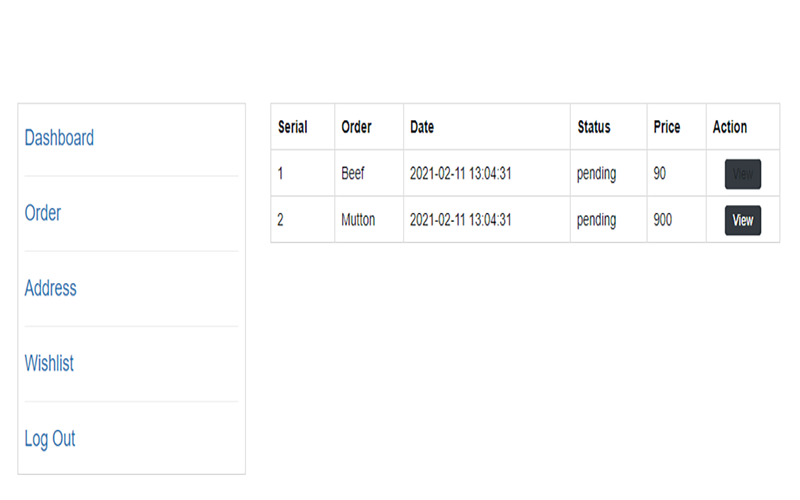 Dashboard
Order
Address
Wishlist
Log Out
Serial Order Date Status Price Action
1 Beef 2021-02-11 13:04:31 pending 90 View
2 Mutton 2021-02-11 13:04:31 pending 900 View